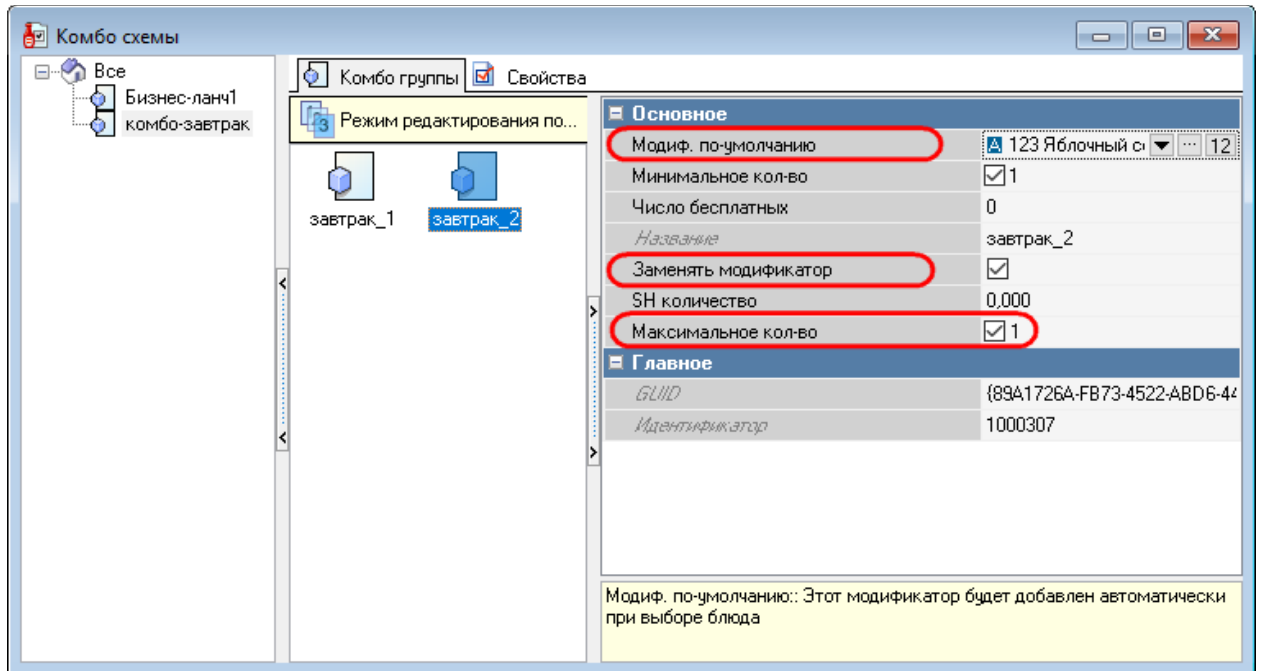 Комбо схемы
Все
Бизнес-ланч1
комбо-завтрак
Комбо группы
Свойства
Режим редактирования по...
завтрак_1
завтрак_2
Основное
Модиф. по-умолчанию 123 Яблочный со ... 12
Минимальное кол-во 1
Число бесплатных 0
Название завтрак_2
Заменять модификатор
SH количество 0,000
Максимальное кол-во 1
Главное
GUID {89A1726A-FB73-4522-ABD6-44
Идентификатор 1000307
Модиф. по-умолчанию:: Этот модификатор будет добавлен автоматически
при выборе блюда